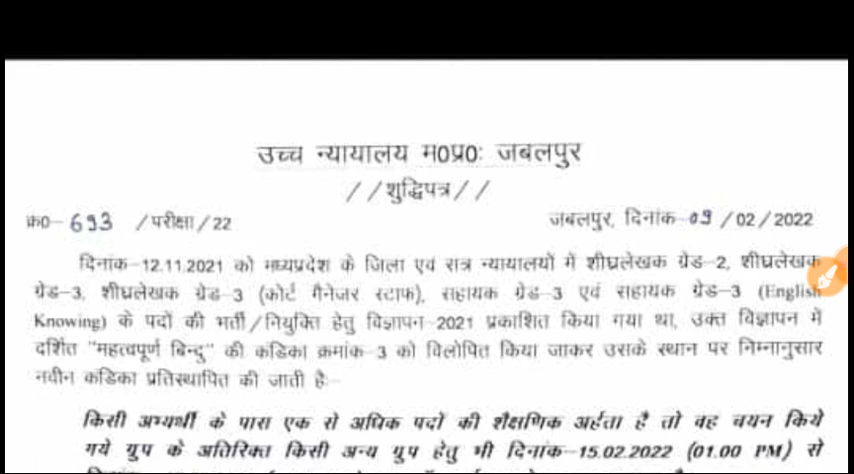 उच्च न्यायालय म0प्र0ः जबलपुर
//शुद्धिपत्र//
क्र0- 693 /परीक्षा/22 जबलपुर, दिनांक-09/02/2022
दिनांक-12.11.2021 को मध्यप्रदेश के जिला एवं सत्र न्यायालयों में शीघ्रलेखक ग्रेड-2, शीघ्रलेखक
ग्रेड-3, शीघ्रलेखक ग्रेड-3 (कोर्ट मैनेजर स्टाफ), सहायक ग्रेड-3 एवं सहायक ग्रेड-3 (English
Knowing) के पदों की भर्ती/नियुक्ति हेतु विज्ञापन-2021 प्रकाशित किया गया था, उक्त विज्ञापन में
दर्शित "महत्वपूर्ण बिन्दु" की कंडिका क्रमांक-3 को विलोपित किया जाकर उसके स्थान पर निम्नानुसार
नवीन कंडिका प्रतिस्थापित की जाती है-
किसी अभ्यर्थी के पास एक से अधिक पदों की शैक्षणिक अर्हता है तो वह चयन किये
गये ग्रुप के अतिरिक्त किसी अन्य ग्रुप हेतु भी दिनांक-15.02.2022 (01.00 PM) से